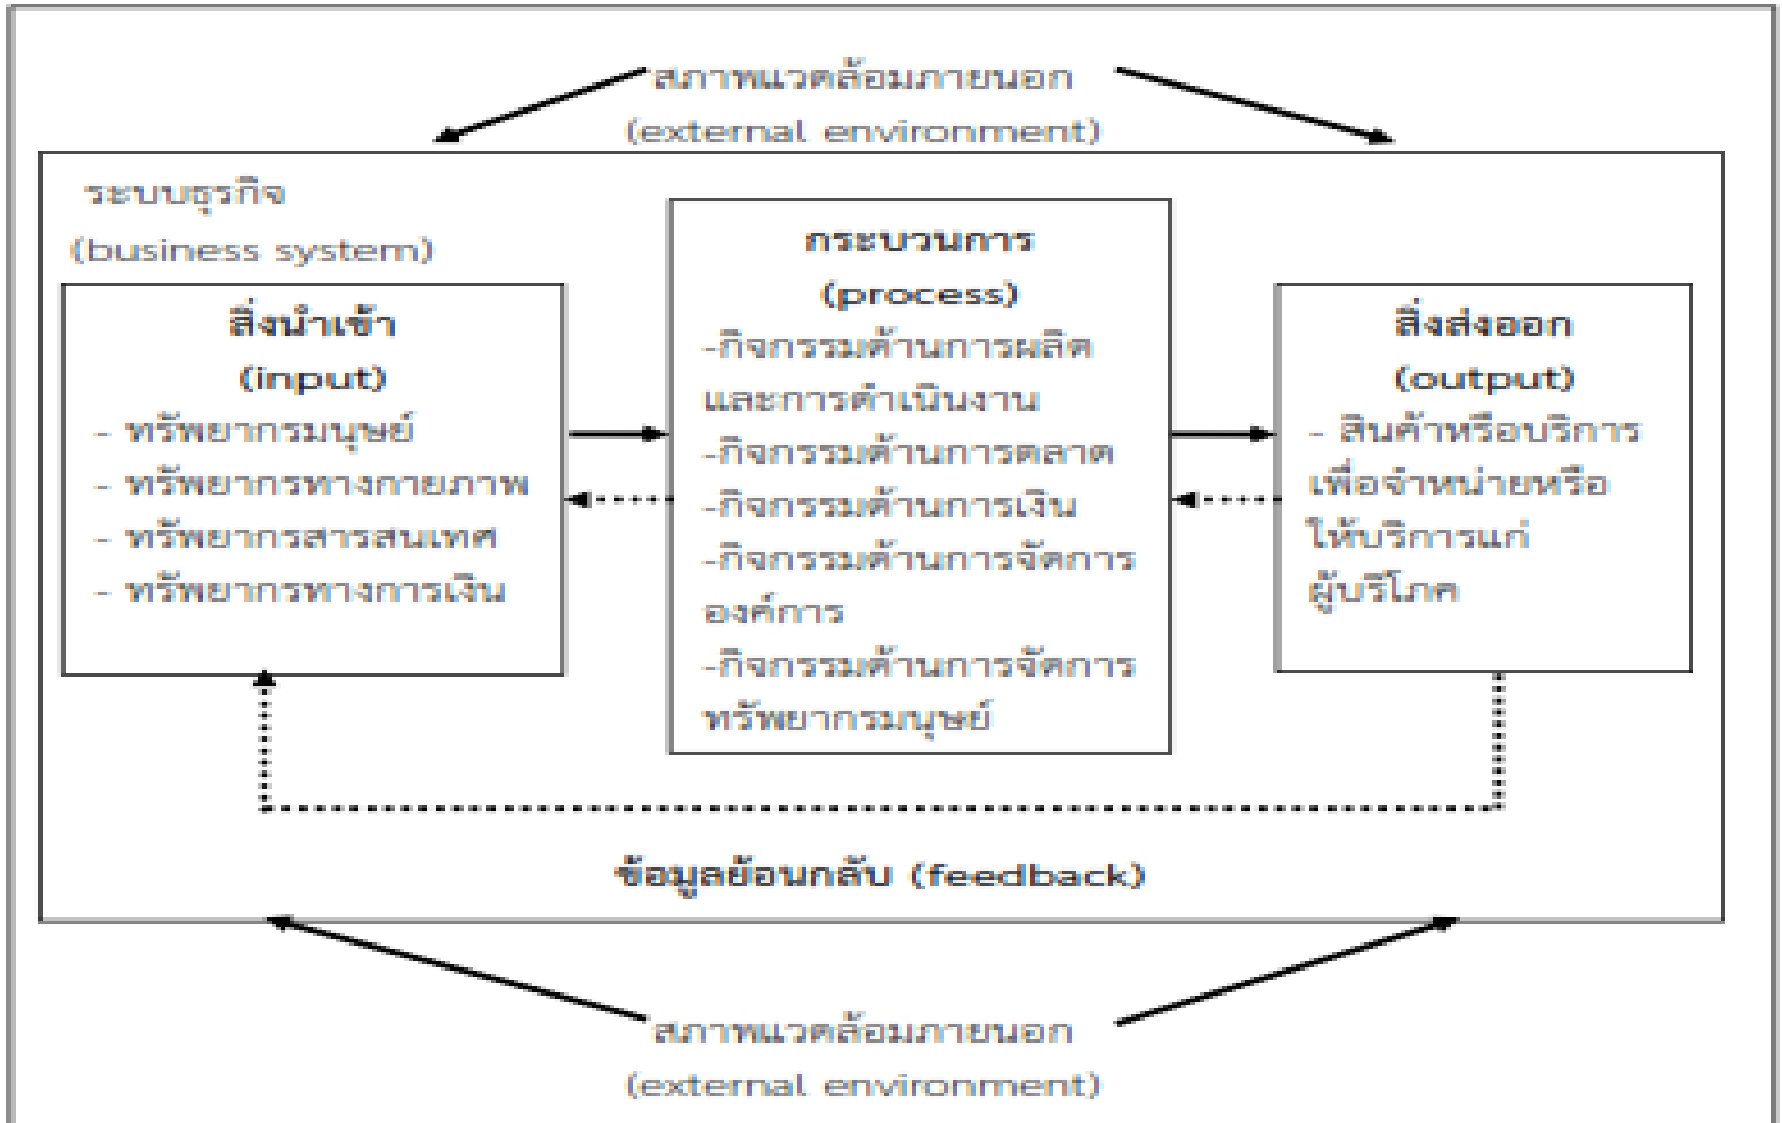 สภาพแวดล้อมภายนอก
(external environment)
ระบบธุรกิจ
(business system)
สิ่งนำเข้า
(input)
- ทรัพยากรมนุษย์
- ทรัพยากรทางกายภาพ
- ทรัพยากรสารสนเทศ
- ทรัพยากรทางการเงิน
กระบวนการ
(process)
-กิจกรรมด้านการผลิต
และการดำเนินงาน
-กิจกรรมด้านการตลาด
-กิจกรรมด้านการเงิน
-กิจกรรมด้านการจัดการ
องค์การ
-กิจกรรมด้านการจัดการ
ทรัพยากรมนุษย์
สิ่งส่งออก
(output)
- สินค้าหรือบริการ
เพื่อจำหน่ายหรือ
ให้บริการแก่
ผู้บริโภค
ข้อมูลย้อนกลับ (feedback)
สภาพแวดล้อมภายนอก
(external environment)